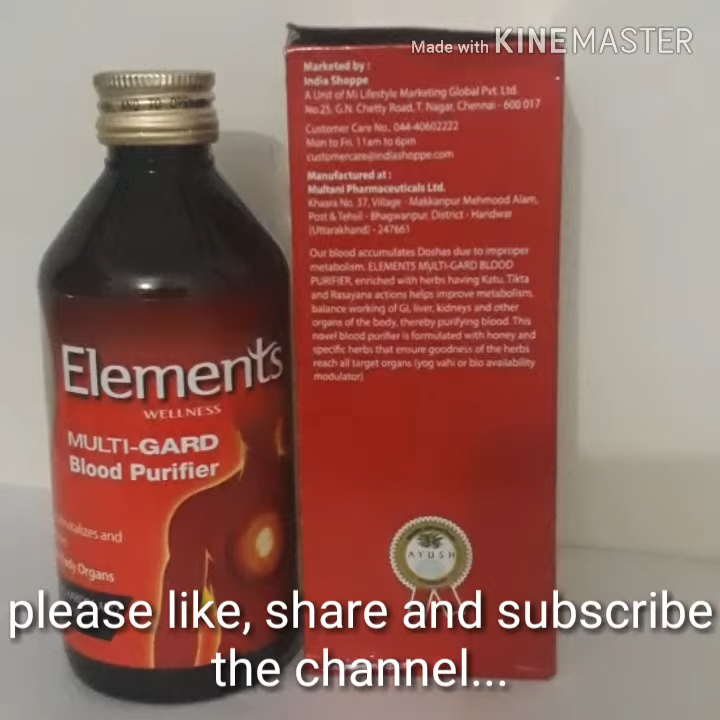 Made with KINEMASTER
Marketed by :
India Shoppe
A Unit of Mi Lifestyle Marketing Global Pvt. Ltd.
No.25, G.N. Chetty Road, T. Nagar, Chennai - 600 017
Customer Care No., 044-40602222
Mon to Fri, 11am to 6pm
customercare@indiashoppe.com
Manufactured at :
Multani Pharmaceuticals Ltd.
Khasra No. 37, Village - Makkanpur Mehmood Alam,
Post & Tehsil - Bhagwanpur, District - Haridwar
(Uttarakhand) - 247661
Our blood accumulates Doshas due to improper
metabolism. ELEMENTS MULTI-GARD BLOOD
PURIFIER, enriched with herbs having Katu, Tikta
and Rasayana actions helps improve metabolism,
balance working of GI, liver, kidneys and other
organs of the body, thereby purifying blood. This
novel blood purifier is formulated with honey and
specific herbs that ensure goodness of the herbs
reach all target organs (yog vahi or bio availability
modulator)
Elements
WELLNESS
MULTI-GARD
Blood Purifier
and
Organs
AYUSH
please like, share and subscribe
the channel...